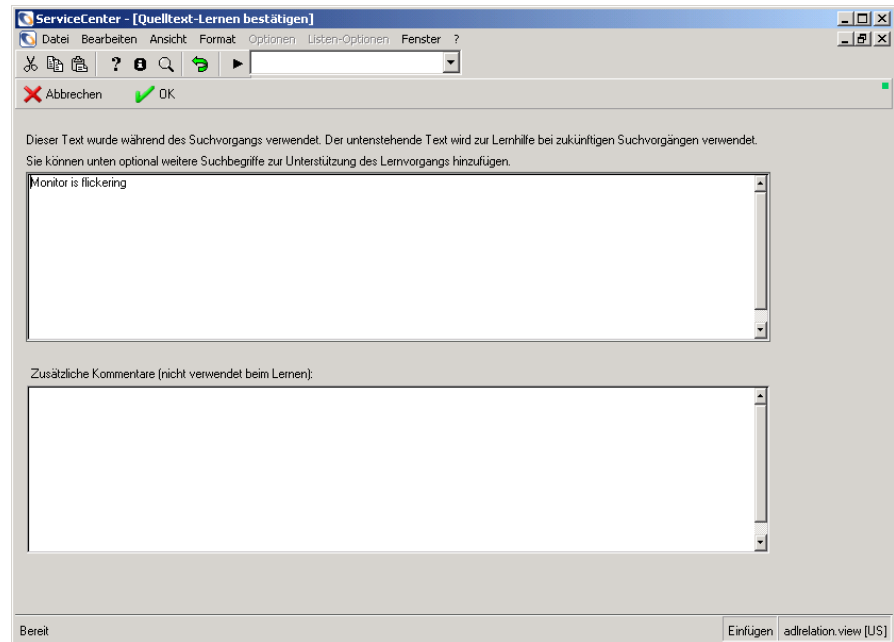 ServiceCenter - [Quelltext-Lernen bestätigen]
Datei Bearbeiten Ansicht Format Optionen Listen-Optionen Fenster ?
Abbrechen OK
Dieser Text wurde während des Suchvorgangs verwendet. Der untenstehende Text wird zur Lernhilfe bei zukünftigen Suchvorgängen verwendet.
Sie können unten optional weitere Suchbegriffe zur Unterstützung des Lernvorgangs hinzufügen.
Monitor is flickering
Zusätzliche Kommentare (nicht verwendet beim Lernen):
Bereit Einfügen adlrelation.view [US]